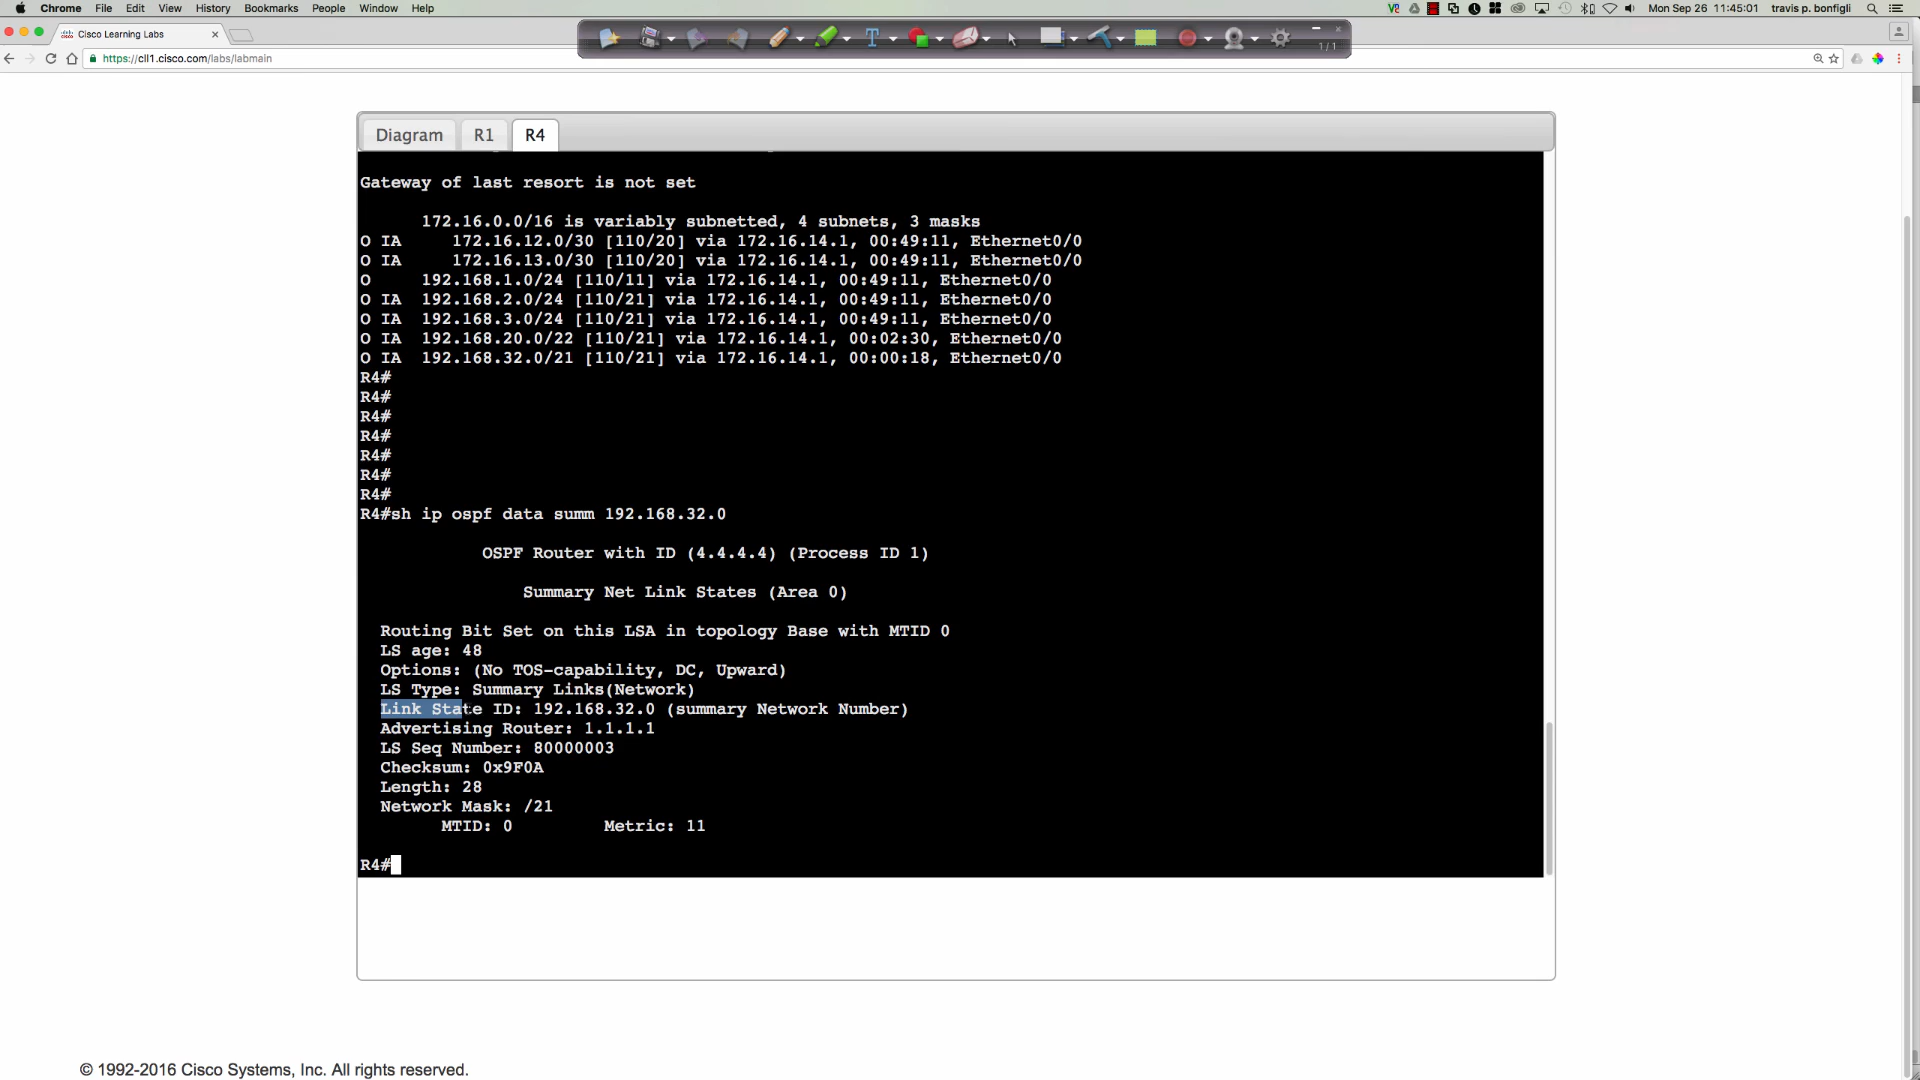 Chrome File Edit View History Bookmarks People Window Help Mon Sep 26 11:45:01 travis p. bonfigli
Cisco Learning Labs
1/1
https://cll1.cisco.com/labs/labmain
Diagram R1 R4
Gateway of last resort is not set
172.16.0.0/16 is variably subnetted, 4 subnets, 3 masks
O IA 172.16.12.0/30 [110/20] via 172.16.14.1, 00:49:11, Ethernet0/0
O IA 172.16.13.0/30 [110/20] via 172.16.14.1, 00:49:11, Ethernet0/0
O 192.168.1.0/24 [110/11] via 172.16.14.1, 00:49:11, Ethernet0/0
O IA 192.168.2.0/24 [110/21] via 172.16.14.1, 00:49:11, Ethernet0/0
O IA 192.168.3.0/24 [110/21] via 172.16.14.1, 00:49:11, Ethernet0/0
O IA 192.168.20.0/22 [110/21] via 172.16.14.1, 00:02:30, Ethernet0/0
O IA 192.168.32.0/21 [110/21] via 172.16.14.1, 00:00:18, Ethernet0/0
R4#
R4#
R4#
R4#
R4#
R4#
R4#
R4#sh ip ospf data summ 192.168.32.0
OSPF Router with ID (4.4.4.4) (Process ID 1)
Summary Net Link States (Area 0)
Routing Bit Set on this LSA in topology Base with MTID 0
LS age: 48
Options: (No TOS-capability, DC, Upward)
LS Type: Summary Links(Network)
Link State ID: 192.168.32.0 (summary Network Number)
Advertising Router: 1.1.1.1
LS Seq Number: 80000003
Checksum: 0x9F0A
Length: 28
Network Mask: /21
MTID: 0 Metric: 11
R4#
© 1992-2016 Cisco Systems, Inc. All rights reserved.